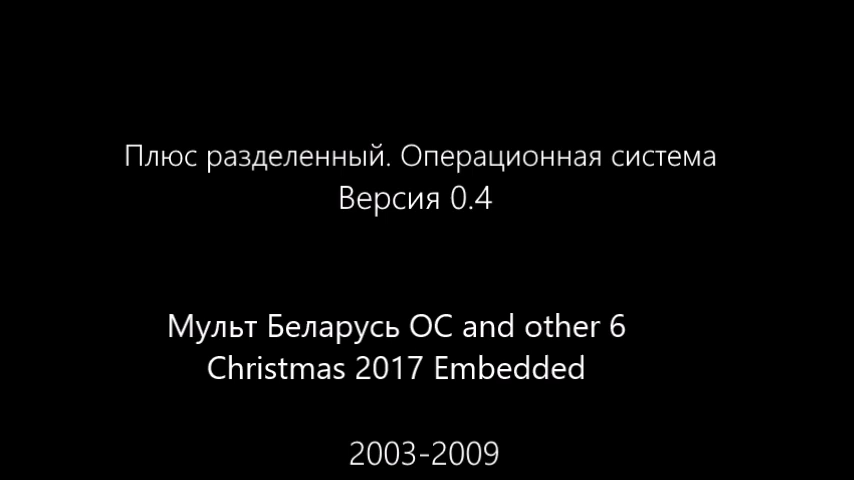 Плюс разделенный. Операционная система
Версия 0.4
Мульт Беларусь ОС and other 6
Christmas 2017 Embedded
2003-2009